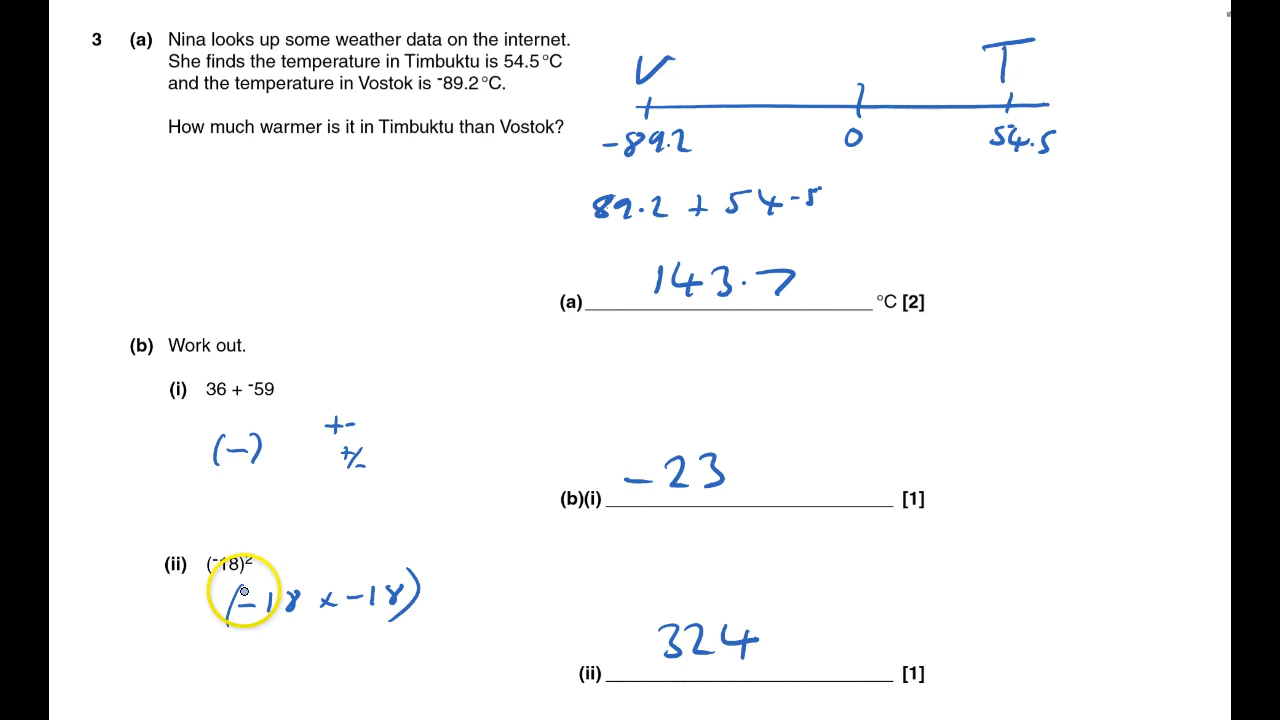 3 (a) Nina looks up some weather data on the internet.
She finds the temperature in Timbuktu is 54.5 °C
and the temperature in Vostok is ⁻89.2 °C.
How much warmer is it in Timbuktu than Vostok?
V T
-89.2 0 54.5
89.2 + 54.5
143.7
(a) °C [2]
(b) Work out.
(i) 36 + ⁻59
(-) +-
+/-
-23
(b)(i) [1]
(ii) (⁻18)²
(-18 x -18)
324
(ii) [1]